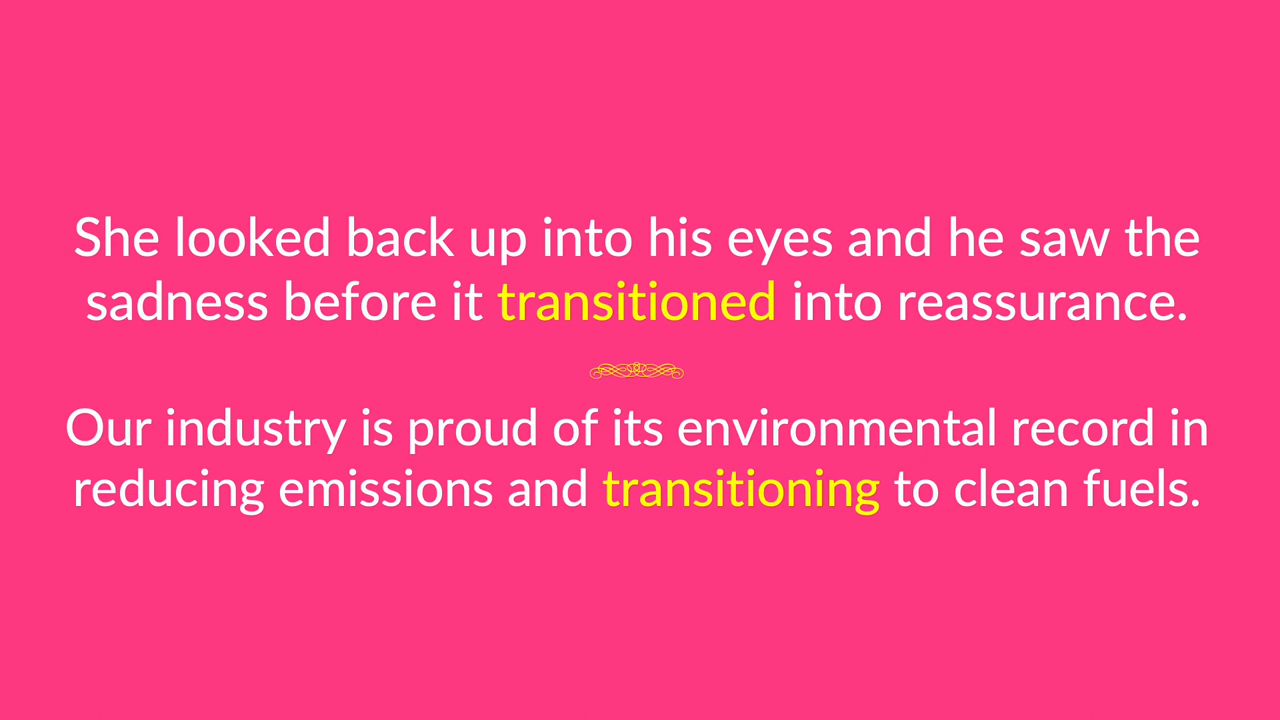 She looked back up into his eyes and he saw the
sadness before it transitioned into reassurance.
Our industry is proud of its environmental record in
reducing emissions and transitioning to clean fuels.